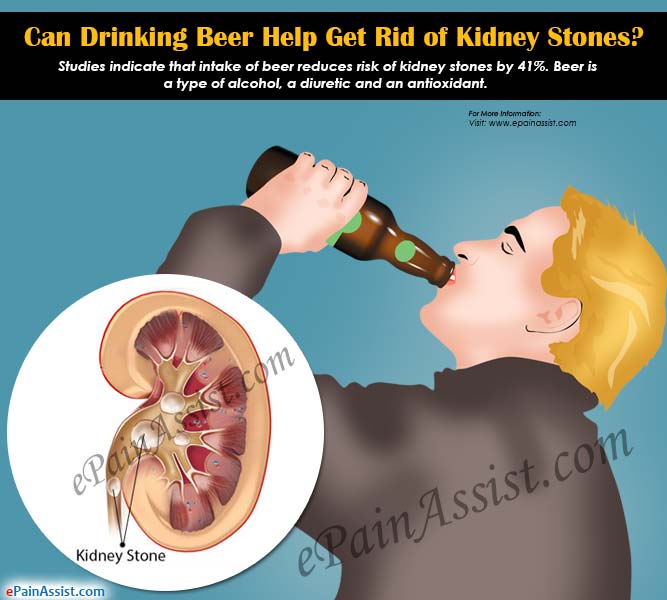 Can Drinking Beer Help Get Rid of Kidney Stones?
Studies indicate that intake of beer reduces risk of kidney stones by 41%. Beer is
a type of alcohol, a diuretic and an antioxidant.
For More Information:
Visit: www.epainassist.com
ePainAssist.com
ePainAssist.com
Kidney Stone
ePainAssist.com